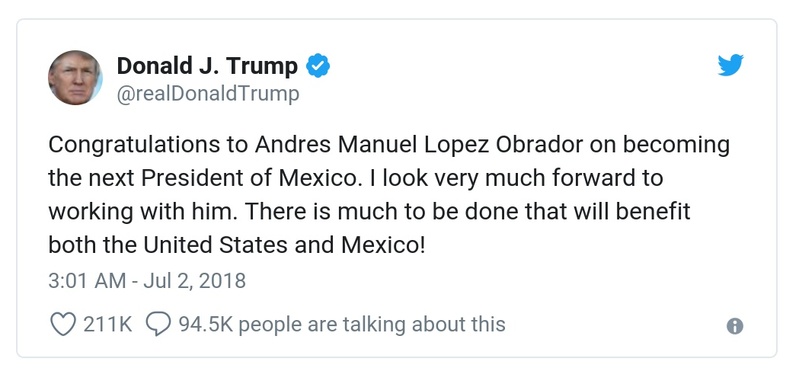 Donald J. Trump
@realDonaldTrump
Congratulations to Andres Manuel Lopez Obrador on becoming
the next President of Mexico. I look very much forward to
working with him. There is much to be done that will benefit
both the United States and Mexico!
3:01 AM - Jul 2, 2018
211K 94.5K people are talking about this